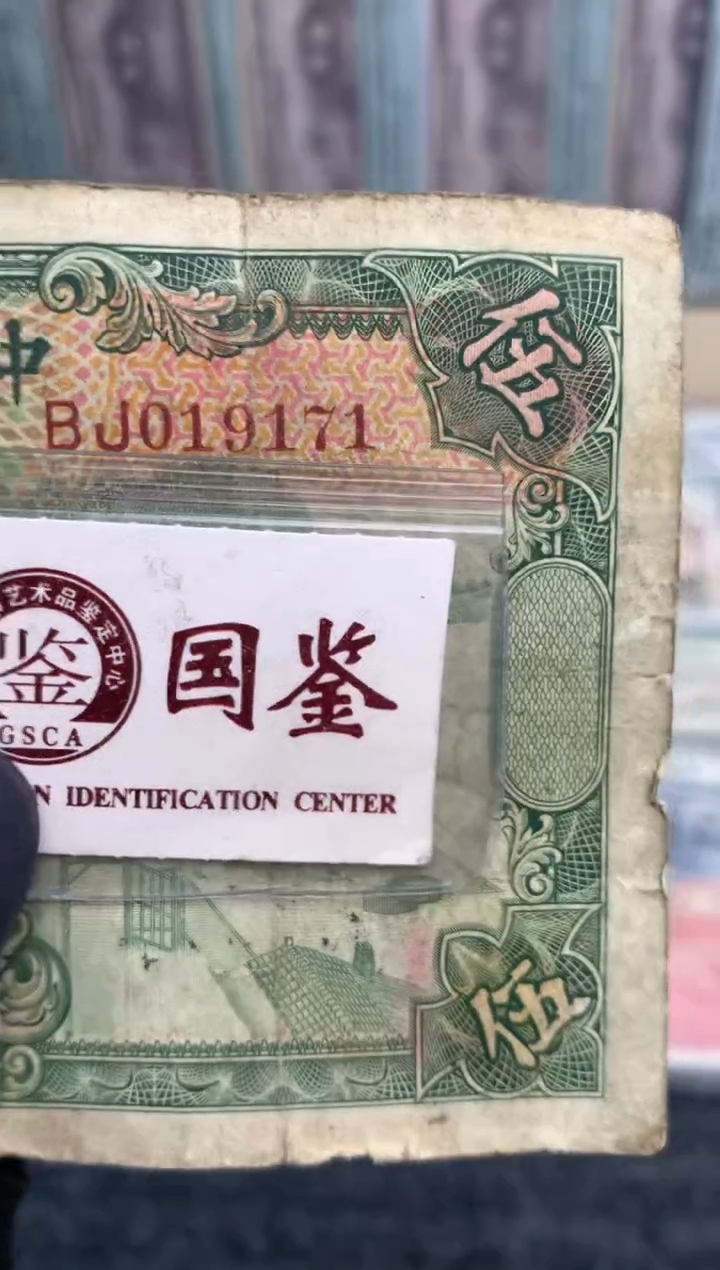 伍
中
BJ019171
艺术品鉴定中心
鉴
GSCA
国鉴
N IDENTIFICATION CENTER
伍